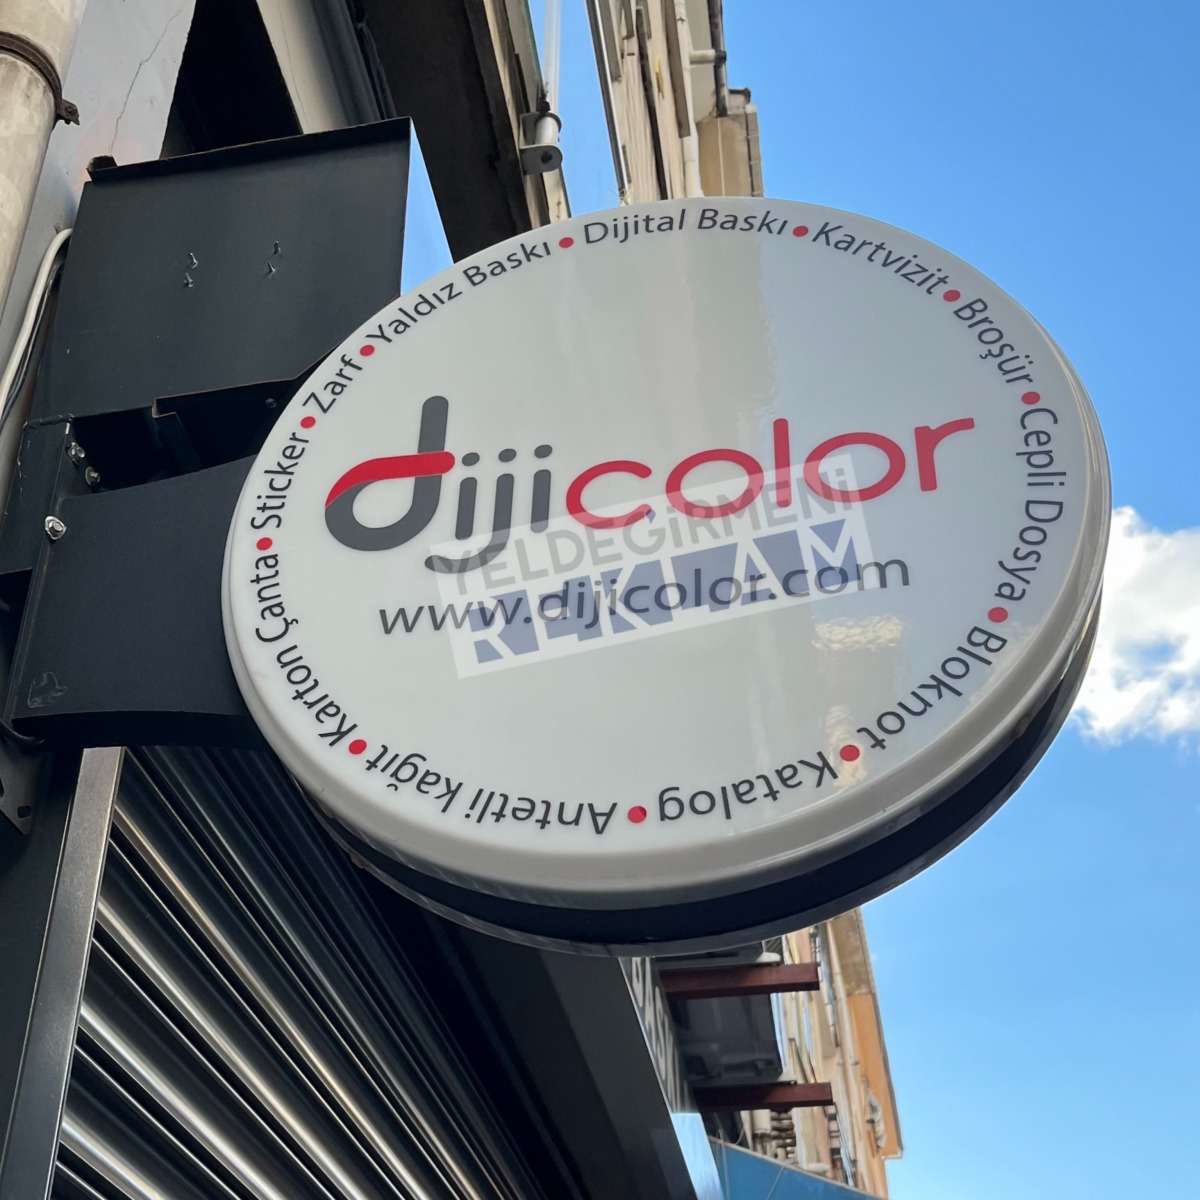 Dijital Baskı • Kartvizit • Broşür • Cepli Dosya • Bloknot • Katalog • Antetli kağıt • Karton Çanta • Sticker • Zarf • Yaldız Baskı •
dijicolor
www.dijicolor.com
YELDEĞİRMENİ
REKLAM